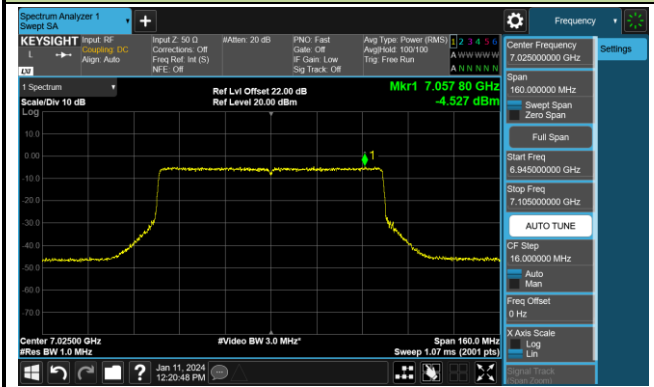 Spectrum Analyzer 1
Swept SA
+
Frequency
KEYSIGHT
L
LXI
Input: RF
Coupling: DC
Align: Auto
Input Z: 50 Ω
Corrections: Off
Freq Ref: Int (S)
NFE: Off
#Atten: 20 dB
PNO: Fast
Gate: Off
IF Gain: Low
Sig Track: Off
Avg Type: Power (RMS)
Avg|Hold: 100/100
Trig: Free Run
1 2 3 4 5 6
A W W W W W
A N N N N N
1 Spectrum
Scale/Div 10 dB
Log
Ref Lvl Offset 22.00 dB
Ref Level 20.00 dBm
Mkr1 7.057 80 GHz
-4.527 dBm
10.0
0.00
-10.0
-20.0
-30.0
-40.0
-50.0
-60.0
-70.0
1
Center 7.02500 GHz
#Res BW 1.0 MHz
#Video BW 3.0 MHz*
Span 160.0 MHz
Sweep 1.07 ms (2001 pts)
Center Frequency
7.025000000 GHz
Span
160.000000 MHz
Swept Span
Zero Span
Full Span
Start Freq
6.945000000 GHz
Stop Freq
7.105000000 GHz
AUTO TUNE
CF Step
16.000000 MHz
Auto
Man
Freq Offset
0 Hz
X Axis Scale
Log
Lin
Signal Track
(Span Zoom)
Settings
?
Jan 11, 2024
12:20:48 PM